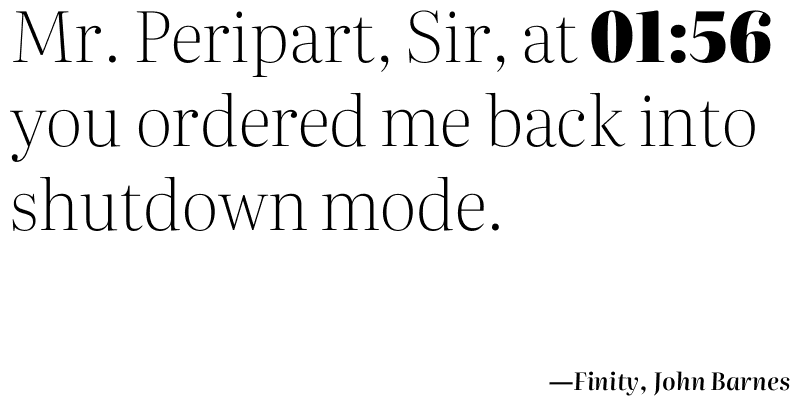 Mr. Peripart, Sir, at 01:56
you ordered me back into
shutdown mode.
—Finity, John Barnes